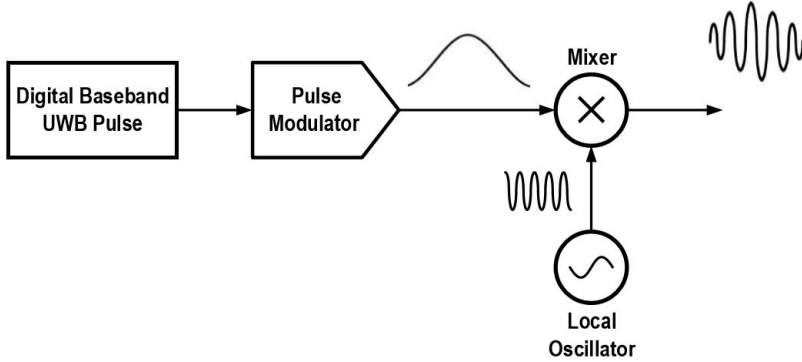 Digital Baseband
UWB Pulse
Pulse
Modulator
Mixer
Local
Oscillator